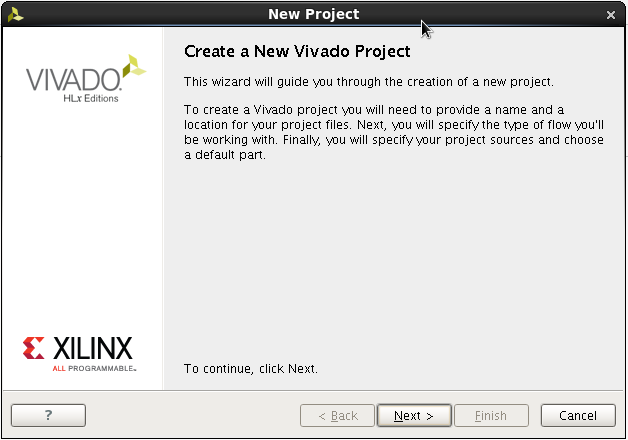 New Project
VIVADO.
HLx Editions
Create a New Vivado Project
This wizard will guide you through the creation of a new project.
To create a Vivado project you will need to provide a name and a
location for your project files. Next, you will specify the type of flow you'll
be working with. Finally, you will specify your project sources and choose
a default part.
XILINX
ALL PROGRAMMABLE™
To continue, click Next.
?
< Back
Next >
Finish
Cancel